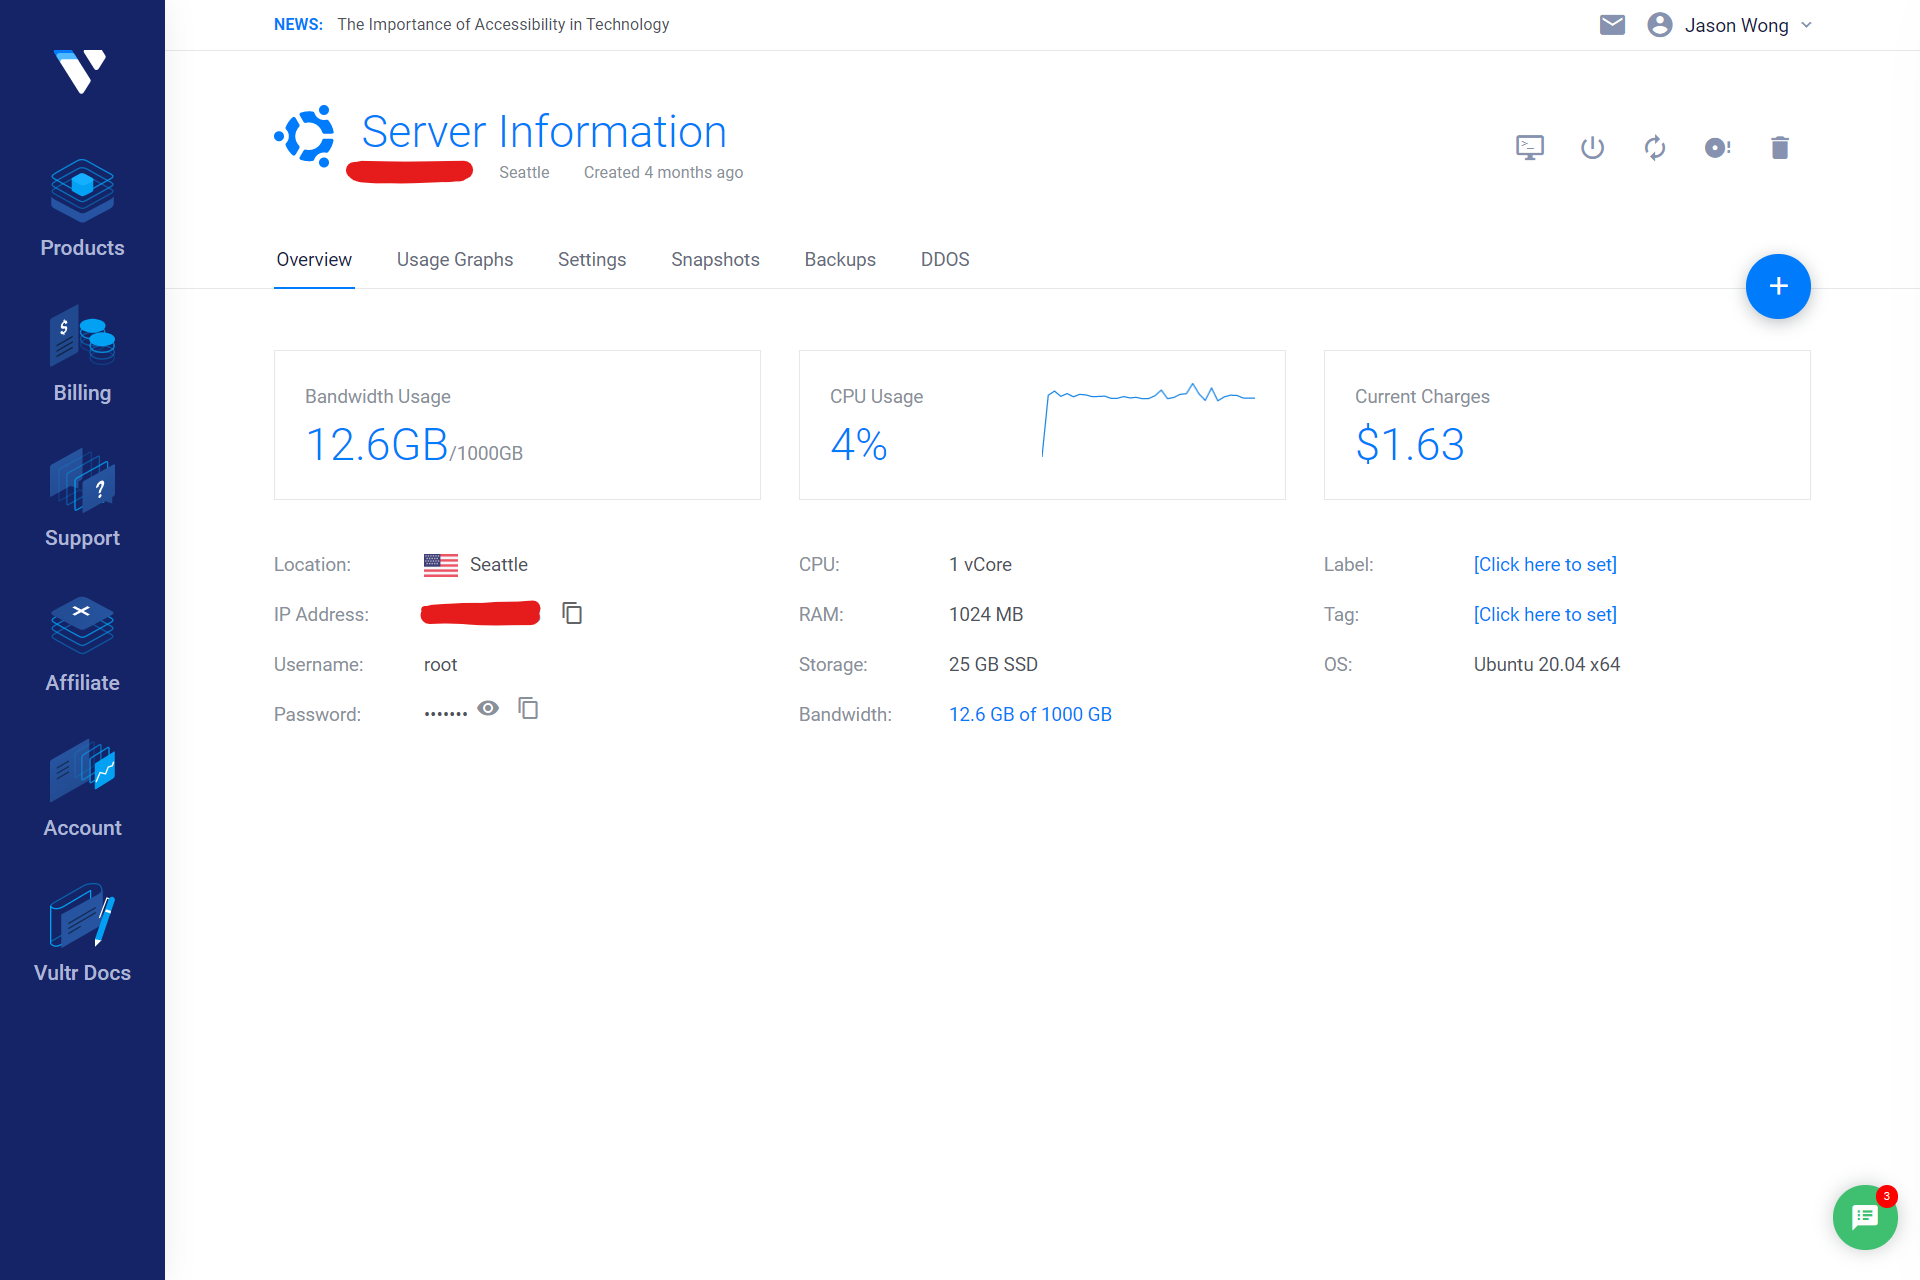 NEWS: The Importance of Accessibility in Technology
Jason Wong
Server Information
Seattle Created 4 months ago
Products
Billing
Support
Affiliate
Account
Vultr Docs
Overview Usage Graphs Settings Snapshots Backups DDOS
+
Bandwidth Usage
12.6GB/1000GB
CPU Usage
4%
Current Charges
$1.63
Location: Seattle
IP Address:
Username: root
Password: •••••••
CPU: 1 vCore
RAM: 1024 MB
Storage: 25 GB SSD
Bandwidth: 12.6 GB of 1000 GB
Label: [Click here to set]
Tag: [Click here to set]
OS: Ubuntu 20.04 x64
3